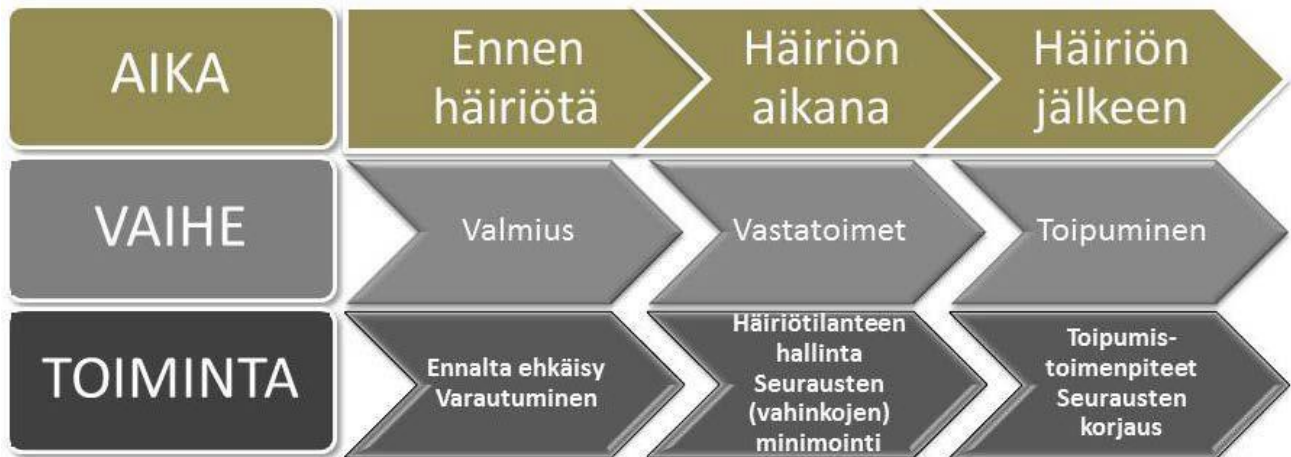 AIKA
Ennen
häiriötä
Häiriön
aikana
Häiriön
jälkeen
VAIHE
Valmius
Vastatoimet
Toipuminen
TOIMINTA
Ennalta ehkäisy
Varautuminen
Häiriötilanteen
hallinta
Seurausten
(vahinkojen)
minimointi
Toipumis-
toimenpiteet
Seurausten
korjaus